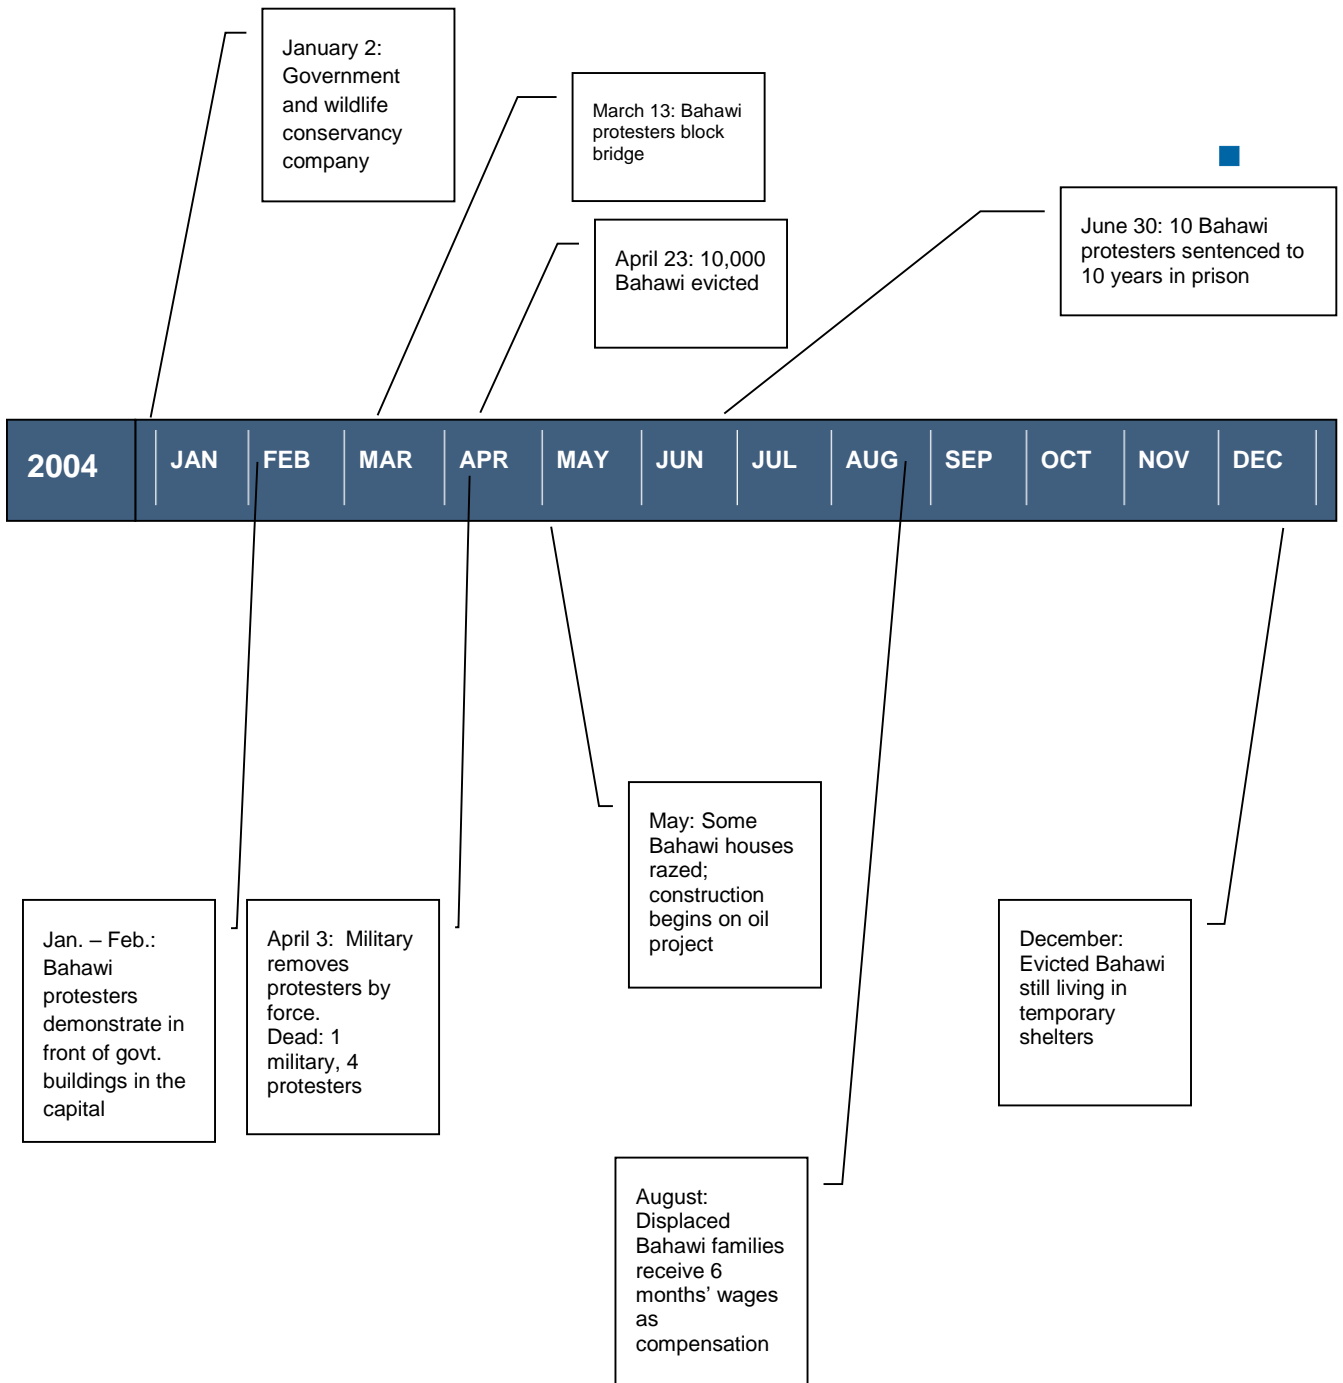 January 2:
Government
and wildlife
conservancy
company
March 13: Bahawi
protesters block
bridge
April 23: 10,000
Bahawi evicted
June 30: 10 Bahawi
protesters sentenced to
10 years in prison
2004 JAN FEB MAR APR MAY JUN JUL AUG SEP OCT NOV DEC
May: Some
Bahawi houses
razed;
construction
begins on oil
project
Jan. – Feb.:
Bahawi
protesters
demonstrate in
front of govt.
buildings in the
capital
April 3:  Military
removes
protesters by
force.
Dead: 1
military, 4
protesters
December:
Evicted Bahawi
still living in
temporary
shelters
August:
Displaced
Bahawi families
receive 6
months’ wages
as
compensation